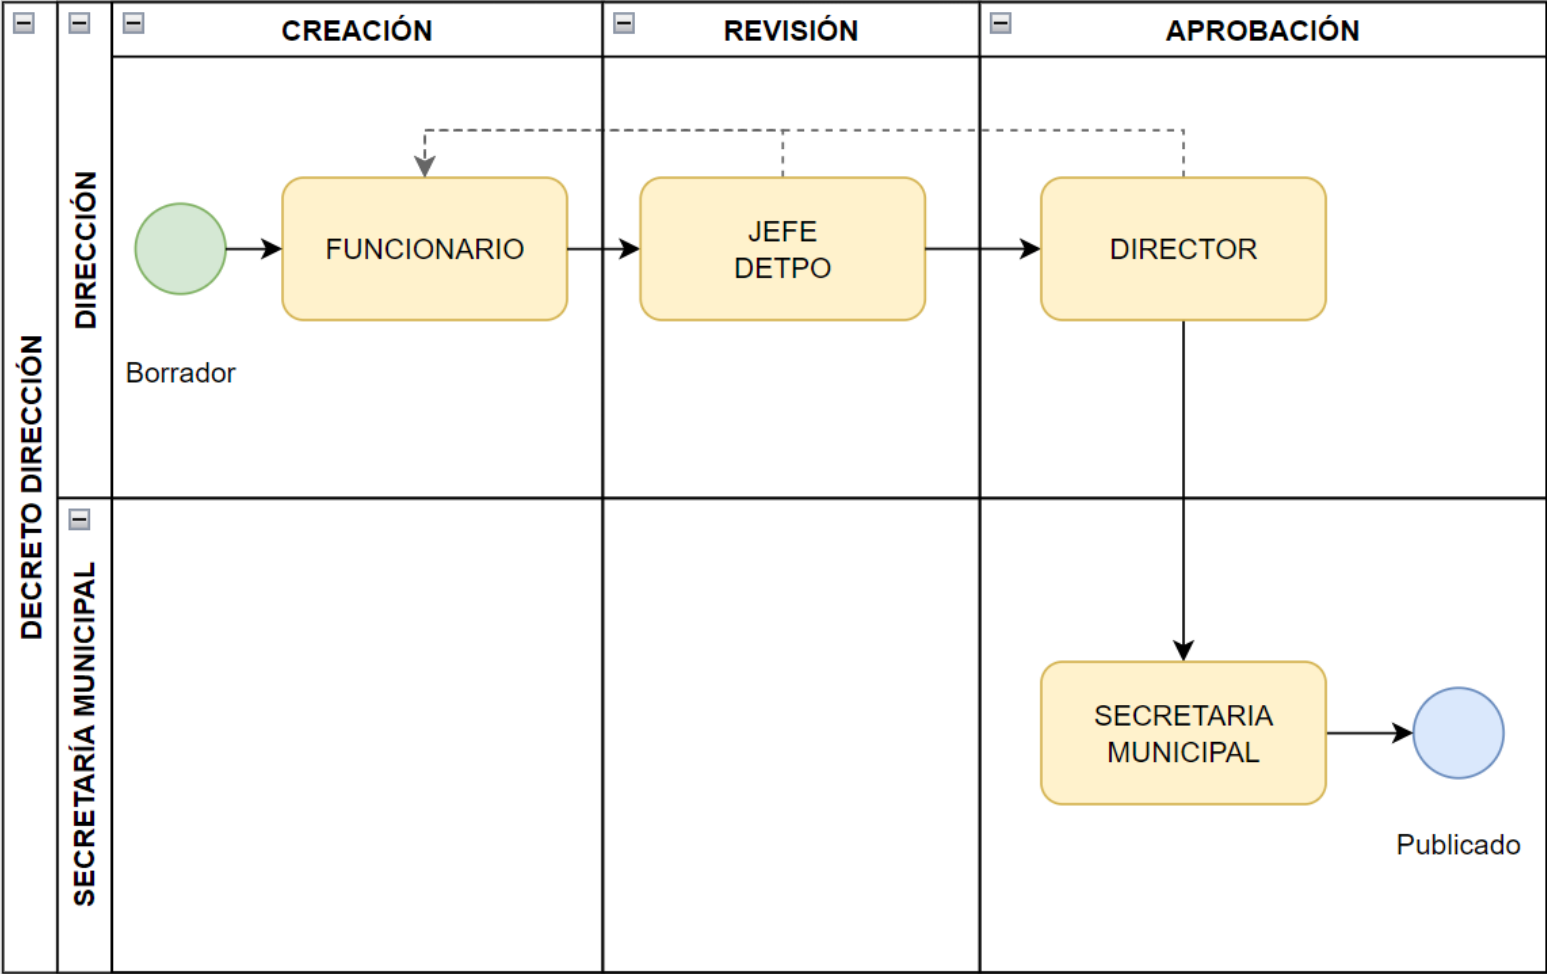 CREACIÓN
REVISIÓN
APROBACIÓN
DECRETO DIRECCIÓN
DIRECCIÓN
FUNCIONARIO
JEFE
DETPO
DIRECTOR
Borrador
SECRETARÍA MUNICIPAL
SECRETARIA
MUNICIPAL
Publicado